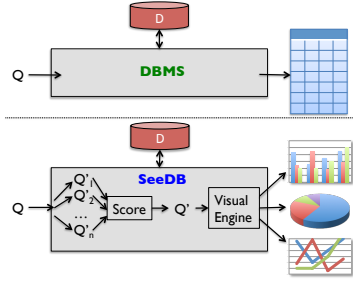 D
Q
DBMS
D
SeeDB
Q
Q'1
Q'2
...
Q'n
Score
Q'
Visual
Engine